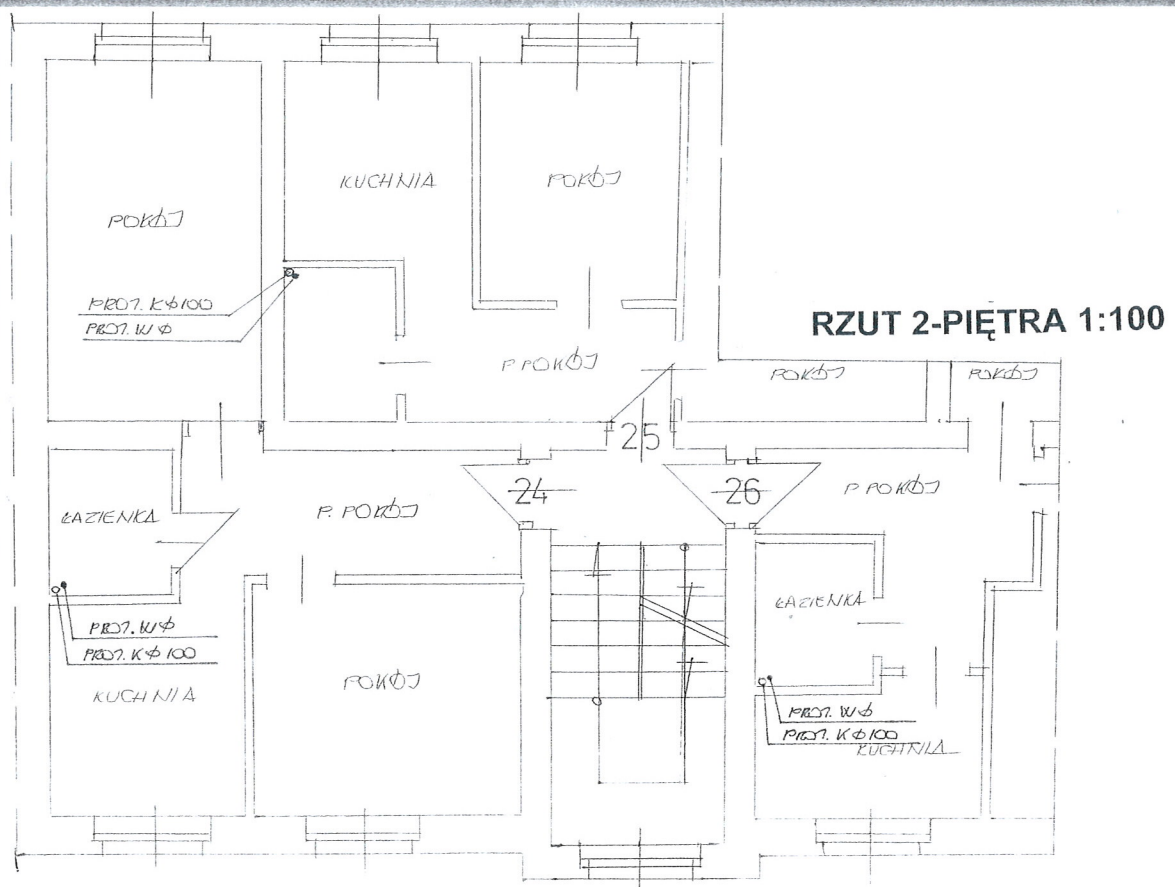 KUCHNIA
POKÓJ
POKÓJ
PROJ. KΦ100
PROJ. WΦ
RZUT 2-PIĘTRA 1:100
P. POKÓJ
POKÓJ
POKÓJ
25
24
26
ŁAZIENKA
P. POKÓJ
P. POKÓJ
ŁAZIENKA
PROJ. WΦ
PROJ. KΦ100
POKÓJ
KUCHNIA
PROJ. WΦ
PROJ. KΦ100
KUCHNIA